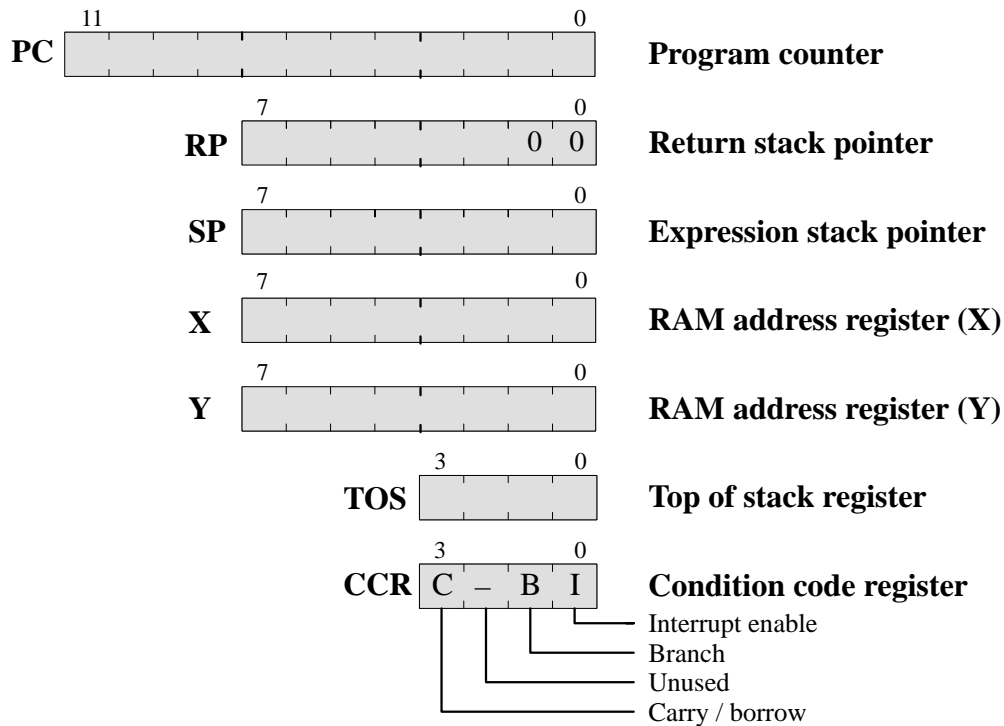 11 0
PC Program counter
7 0
RP 0 0 Return stack pointer
7 0
SP Expression stack pointer
7 0
X RAM address register (X)
7 0
Y RAM address register (Y)
3 0
TOS Top of stack register
3 0
CCR C – B I Condition code register
Interrupt enable
Branch
Unused
Carry / borrow